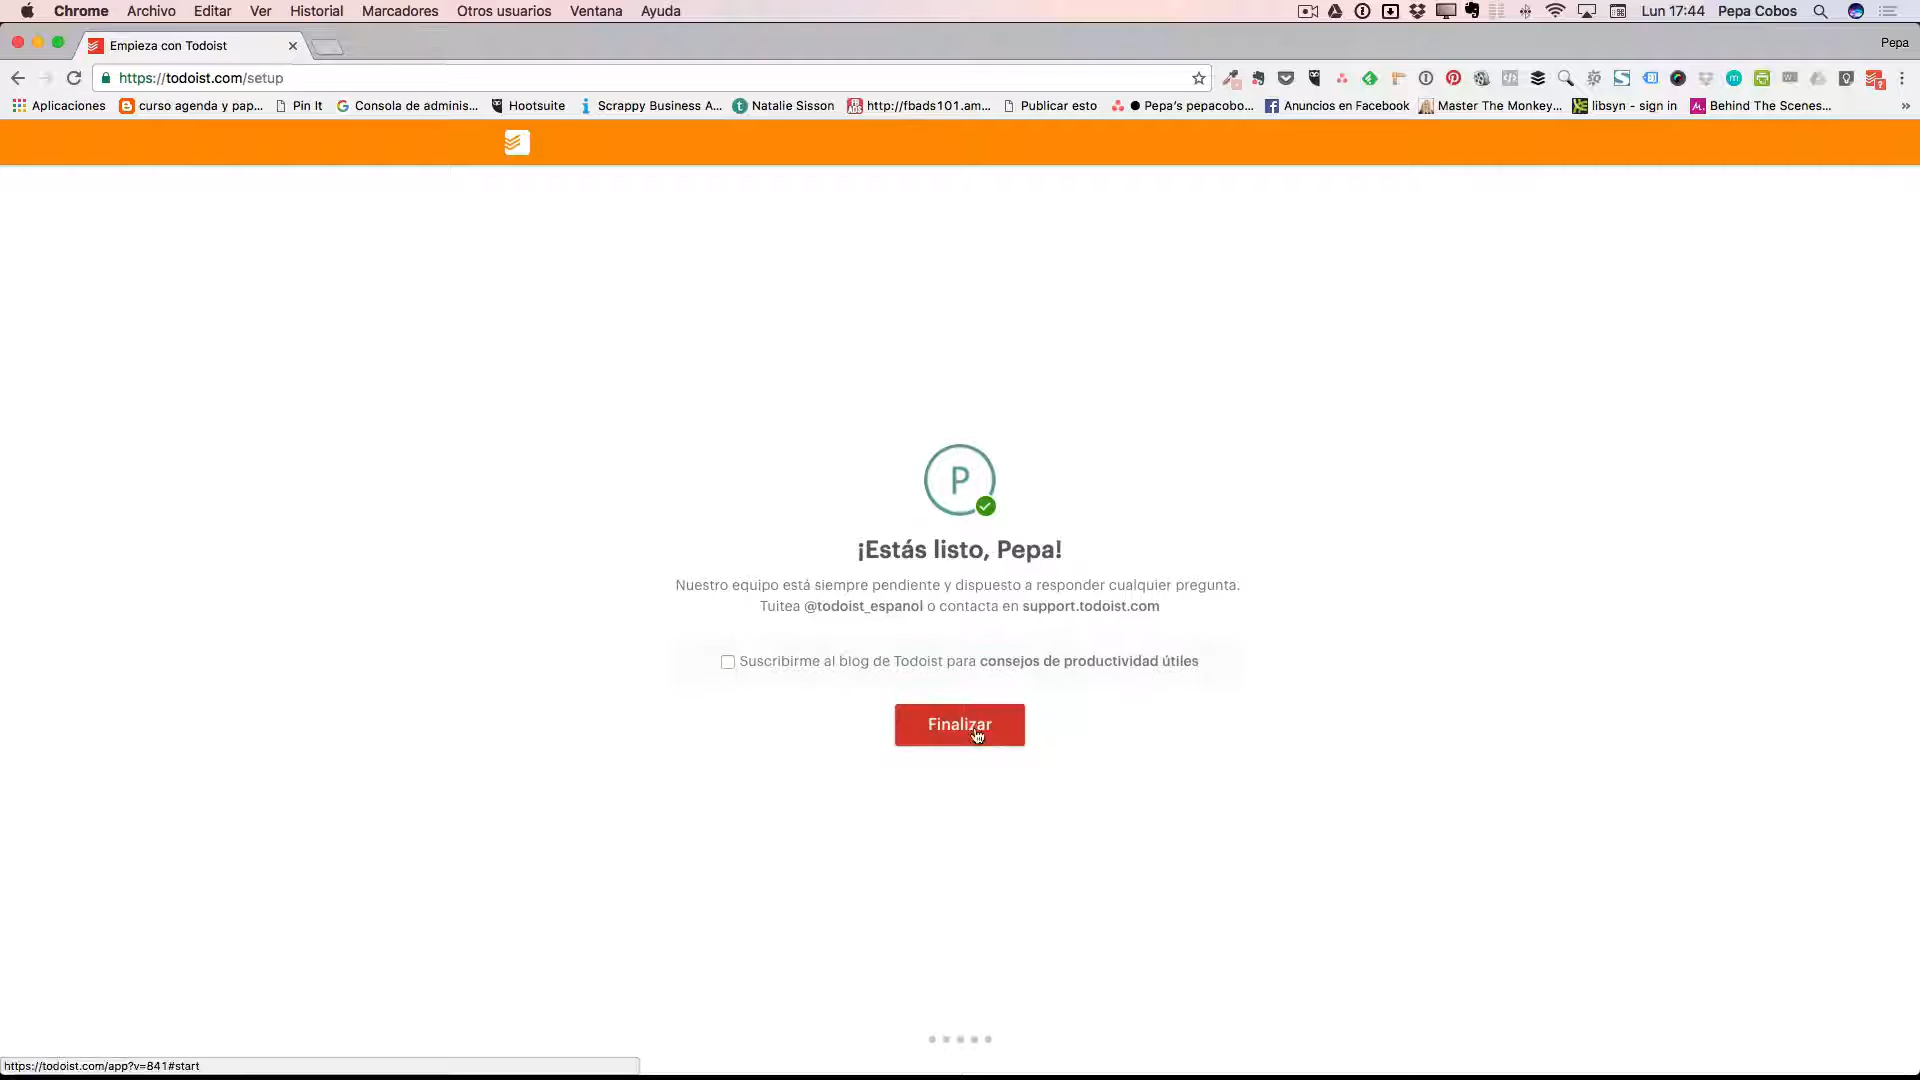 Chrome Archivo Editar Ver Historial Marcadores Otros usuarios Ventana Ayuda Lun 17:44 Pepa Cobos
Empieza con Todoist Pepa
https://todoist.com/setup
Aplicaciones curso agenda y pap... Pin It Consola de adminis... Hootsuite Scrappy Business A... Natalie Sisson http://fbads101.am... Publicar esto Pepa's pepacobo... Anuncios en Facebook Master The Monkey... libsyn - sign in Behind The Scenes...
P
¡Estás listo, Pepa!
Nuestro equipo está siempre pendiente y dispuesto a responder cualquier pregunta.
Tuitea @todoist_espanol o contacta en support.todoist.com
Suscribirme al blog de Todoist para consejos de productividad útiles
Finalizar
https://todoist.com/app?v=841#start